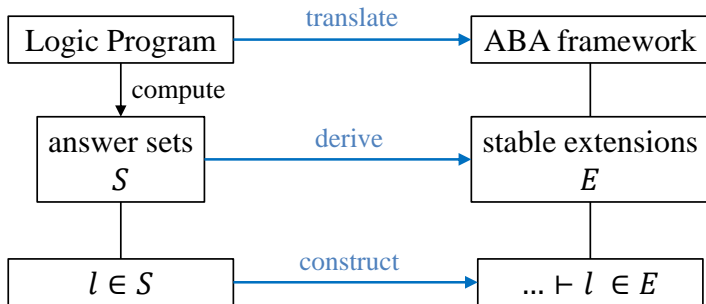 Logic Program
translate
ABA framework
compute
answer sets
S
derive
stable extensions
E
l ∈ S
construct
... ⊢ l ∈ E